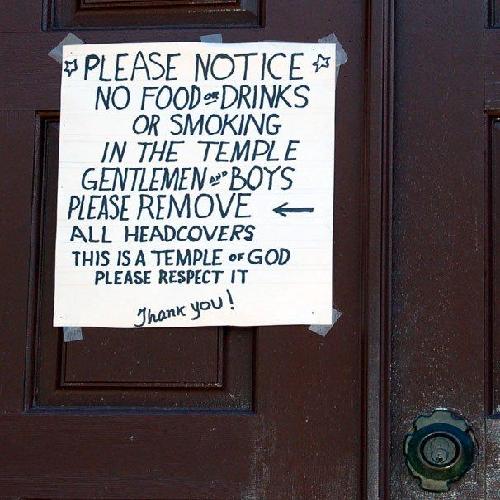 PLEASE NOTICE
NO FOOD OR DRINKS
OR SMOKING
IN THE TEMPLE
GENTLEMEN AND BOYS
PLEASE REMOVE
ALL HEADCOVERS
THIS IS A TEMPLE OF GOD
PLEASE RESPECT IT
Thank you!